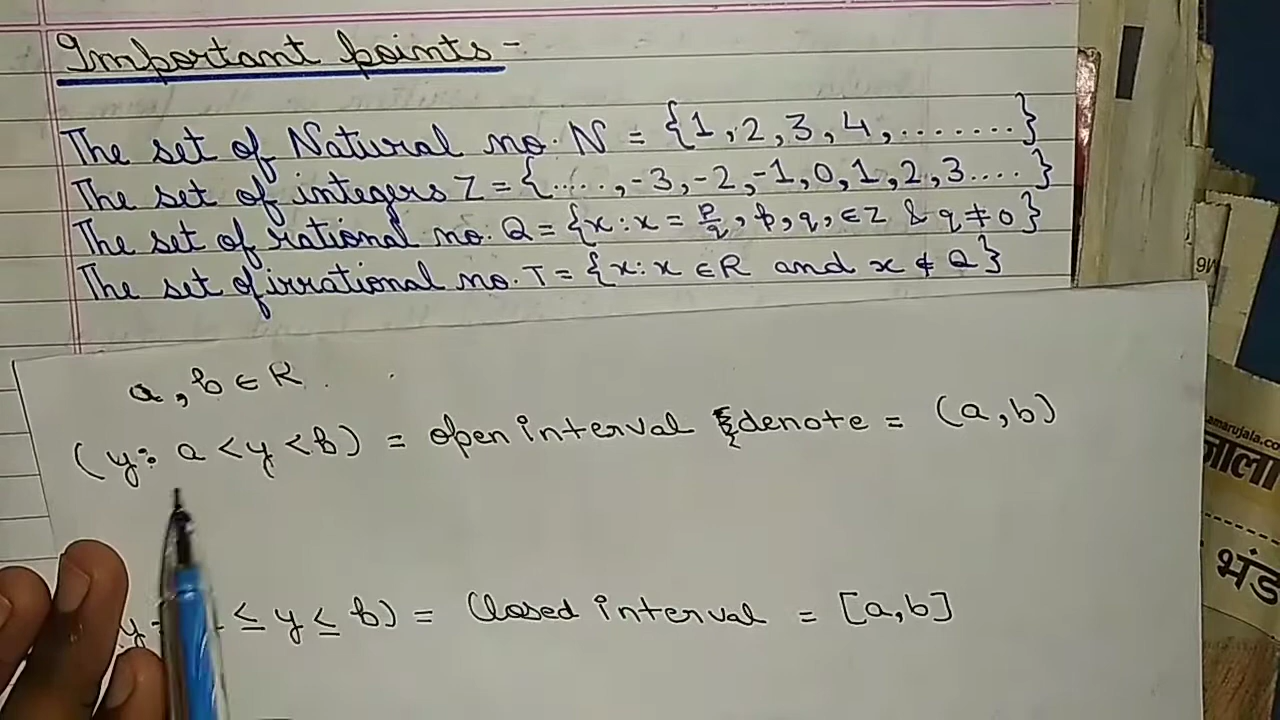 Important points -
The set of Natural no. N = {1, 2, 3, 4, .......}
The set of integers Z = {....., -3, -2, -1, 0, 1, 2, 3....}
The set of rational no. Q = {x : x = p/q, p, q, ∈ Z & q ≠ 0}
The set of irrational no. T = {x : x ∈ R and x ∉ Q}
a, b ∈ R.
(y: a < y < b) = open interval denote = (a, b)
≤ y ≤ b) = Closed interval = [a, b]
amarujala.co
भंड